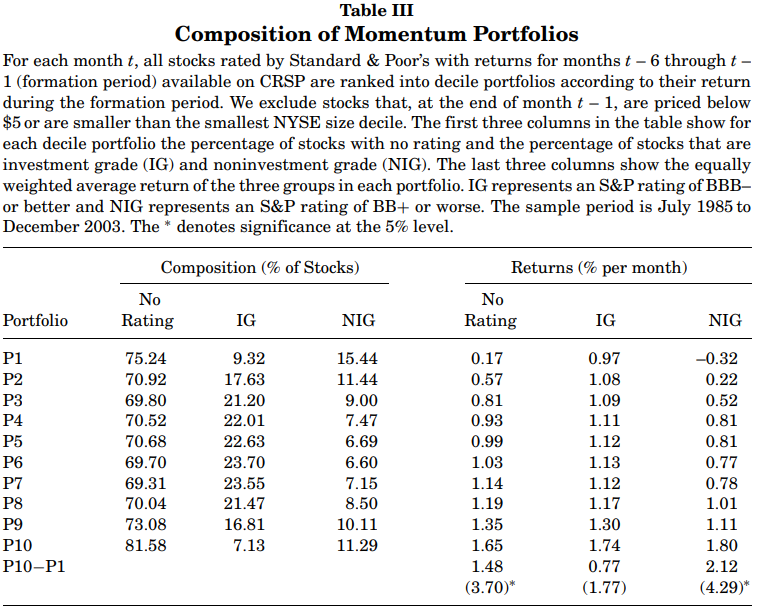 Table III
Composition of Momentum Portfolios
For each month t, all stocks rated by Standard & Poor's with returns for months t – 6 through t –
1 (formation period) available on CRSP are ranked into decile portfolios according to their return
during the formation period. We exclude stocks that, at the end of month t – 1, are priced below
$5 or are smaller than the smallest NYSE size decile. The first three columns in the table show for
each decile portfolio the percentage of stocks with no rating and the percentage of stocks that are
investment grade (IG) and noninvestment grade (NIG). The last three columns show the equally
weighted average return of the three groups in each portfolio. IG represents an S&P rating of BBB–
or better and NIG represents an S&P rating of BB+ or worse. The sample period is July 1985 to
December 2003. The * denotes significance at the 5% level.
Composition (% of Stocks) Returns (% per month)
No No
Portfolio Rating IG NIG Rating IG NIG
P1 75.24 9.32 15.44 0.17 0.97 –0.32
P2 70.92 17.63 11.44 0.57 1.08 0.22
P3 69.80 21.20 9.00 0.81 1.09 0.52
P4 70.52 22.01 7.47 0.93 1.11 0.81
P5 70.68 22.63 6.69 0.99 1.12 0.81
P6 69.70 23.70 6.60 1.03 1.13 0.77
P7 69.31 23.55 7.15 1.14 1.12 0.78
P8 70.04 21.47 8.50 1.19 1.17 1.01
P9 73.08 16.81 10.11 1.35 1.30 1.11
P10 81.58 7.13 11.29 1.65 1.74 1.80
P10–P1 1.48 0.77 2.12
(3.70)* (1.77) (4.29)*